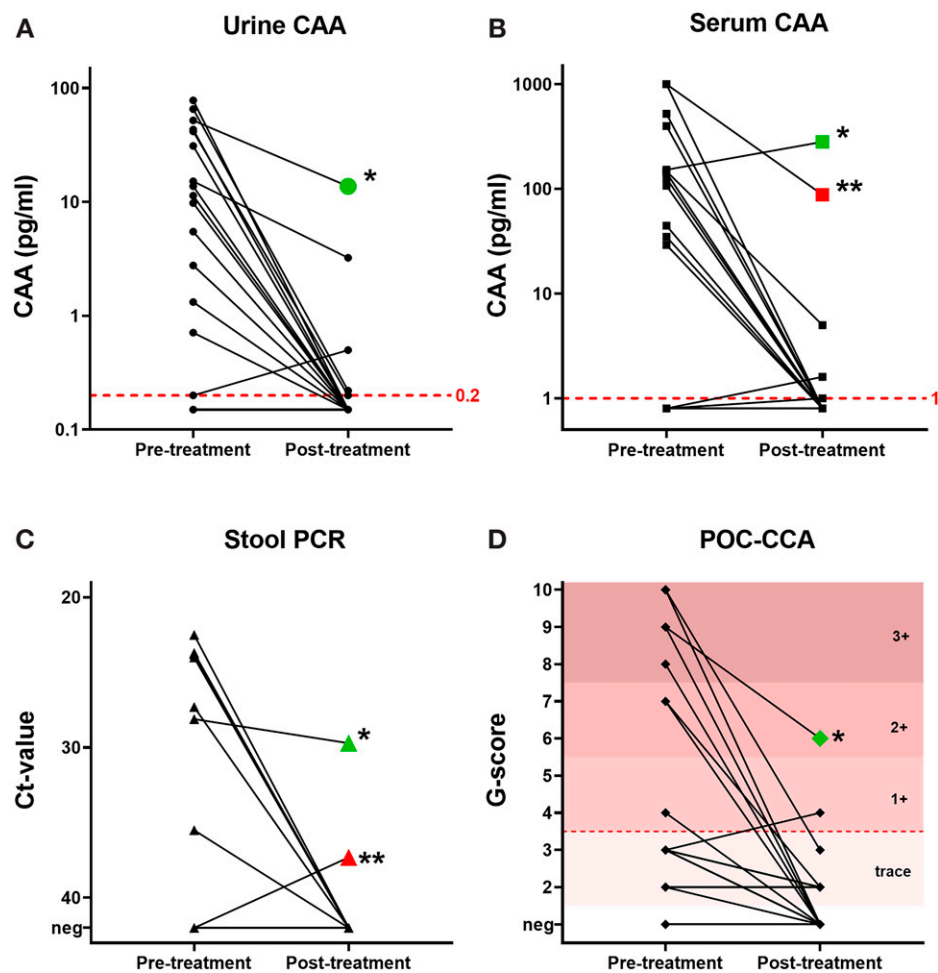 A
Urine CAA
CAA (pg/ml)
100
10
1
0.1
*
0.2
Pre-treatment
Post-treatment
B
Serum CAA
CAA (pg/ml)
1000
100
10
1
*
**
1
Pre-treatment
Post-treatment
C
Stool PCR
Ct-value
20
30
40
neg
*
**
Pre-treatment
Post-treatment
D
POC-CCA
G-score
10
9
8
7
6
5
4
3
2
neg
3+
2+
*
1+
trace
Pre-treatment
Post-treatment